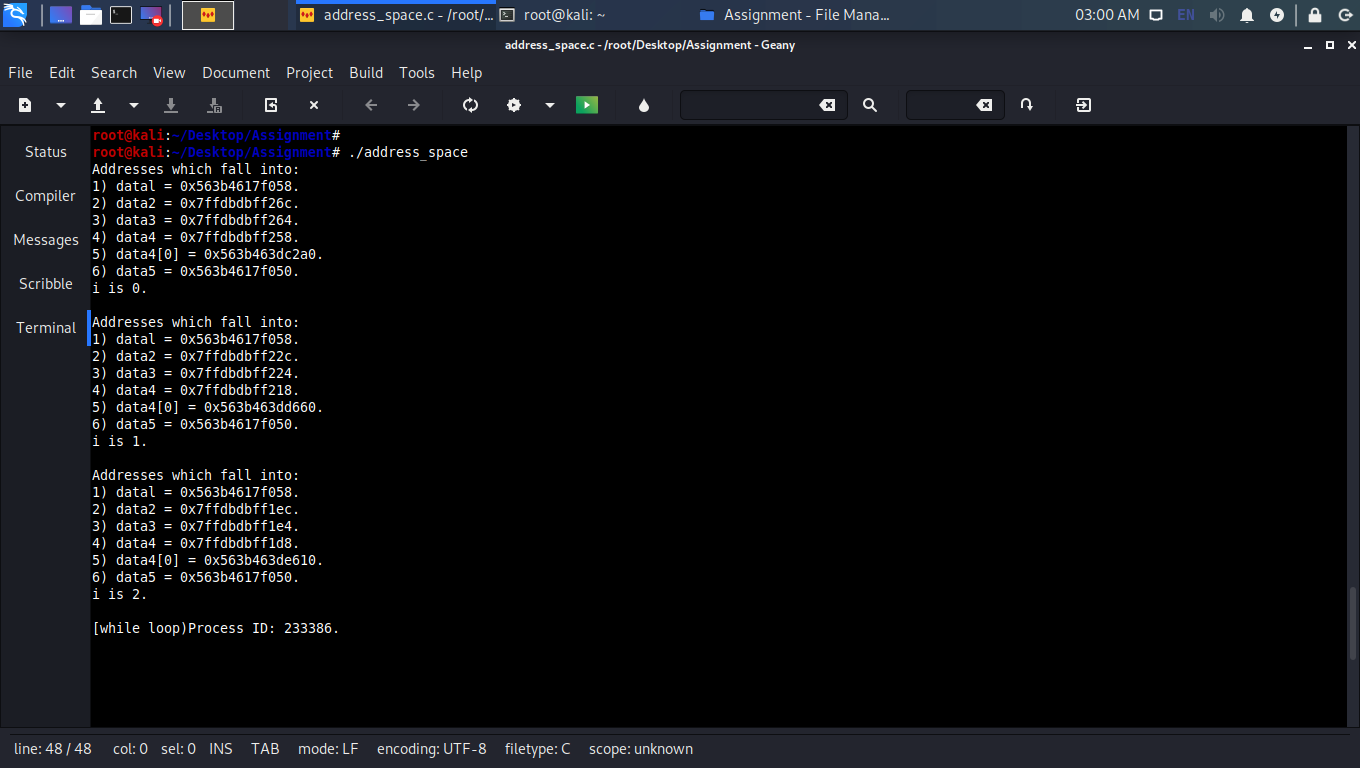 address_space.c - /root/... root@kali: ~ Assignment - File Mana... 03:00 AM EN
address_space.c - /root/Desktop/Assignment - Geany
File Edit Search View Document Project Build Tools Help
Status
Compiler
Messages
Scribble
Terminal
root@kali:~/Desktop/Assignment#
root@kali:~/Desktop/Assignment# ./address_space
Addresses which fall into:
1) datal = 0x563b4617f058.
2) data2 = 0x7ffdbdbff26c.
3) data3 = 0x7ffdbdbff264.
4) data4 = 0x7ffdbdbff258.
5) data4[0] = 0x563b463dc2a0.
6) data5 = 0x563b4617f050.
i is 0.
Addresses which fall into:
1) datal = 0x563b4617f058.
2) data2 = 0x7ffdbdbff22c.
3) data3 = 0x7ffdbdbff224.
4) data4 = 0x7ffdbdbff218.
5) data4[0] = 0x563b463dd660.
6) data5 = 0x563b4617f050.
i is 1.
Addresses which fall into:
1) datal = 0x563b4617f058.
2) data2 = 0x7ffdbdbff1ec.
3) data3 = 0x7ffdbdbff1e4.
4) data4 = 0x7ffdbdbff1d8.
5) data4[0] = 0x563b463de610.
6) data5 = 0x563b4617f050.
i is 2.
[while loop)Process ID: 233386.
line: 48 / 48 col: 0 sel: 0 INS TAB mode: LF encoding: UTF-8 filetype: C scope: unknown